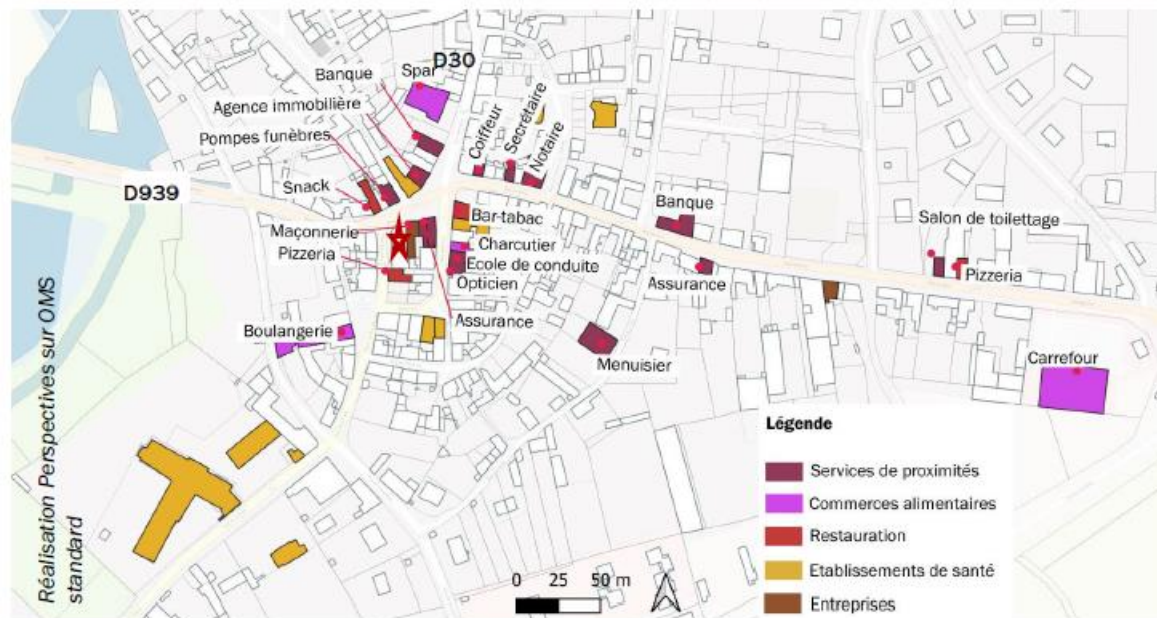 D30
Spar
Banque
Agence immobilière
Pompes funèbres
Coiffeur
Secrétaire
Notaire
Snack
D939
Bar-tabac
Banque
Salon de toilettage
Maçonnerie
Charcutier
Pizzeria
Ecole de conduite
Assurance
Pizzeria
Opticien
Assurance
Boulangerie
Menuisier
Carrefour
Légende
Services de proximités
Commerces alimentaires
Restauration
Etablissements de santé
Entreprises
0 25 50 m
Réalisation Perspectives sur OMS
standard